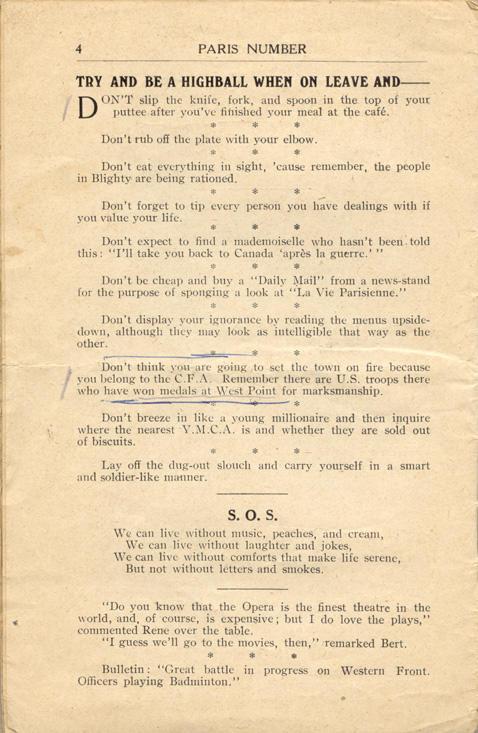 4 PARIS NUMBER
TRY AND BE A HIGHBALL WHEN ON LEAVE AND——
DON'T slip the knife, fork, and spoon in the top of your
puttee after you've finished your meal at the café.
* * *
Don't rub off the plate with your elbow.
* * *
Don't eat everything in sight, 'cause remember, the people
in Blighty are being rationed.
* * *
Don't forget to tip every person you have dealings with if
you value your life.
* * *
Don't expect to find a mademoiselle who hasn't been told
this: "I'll take you back to Canada 'après la guerre.' "
* * *
Don't be cheap and buy a "Daily Mail" from a news-stand
for the purpose of sponging a look at "La Vie Parisienne."
* * *
Don't display your ignorance by reading the menus upside-
down, although they may look as intelligible that way as the
other.
* * *
Don't think you are going to set the town on fire because
you belong to the C.F.A. Remember there are U.S. troops there
who have won medals at West Point for marksmanship.
* * *
Don't breeze in like a young millionaire and then inquire
where the nearest Y.M.C.A. is and whether they are sold out
of biscuits.
* * *
Lay off the dug-out slouch and carry yourself in a smart
and soldier-like manner.
S. O. S.
We can live without music, peaches, and cream,
We can live without laughter and jokes,
We can live without comforts that make life serene,
But not without letters and smokes.
"Do you know that the Opera is the finest theatre in the
world, and, of course, is expensive; but I do love the plays,"
commented Rene over the table.
"I guess we'll go to the movies, then," remarked Bert.
* * *
Bulletin: "Great battle in progress on Western Front.
Officers playing Badminton."